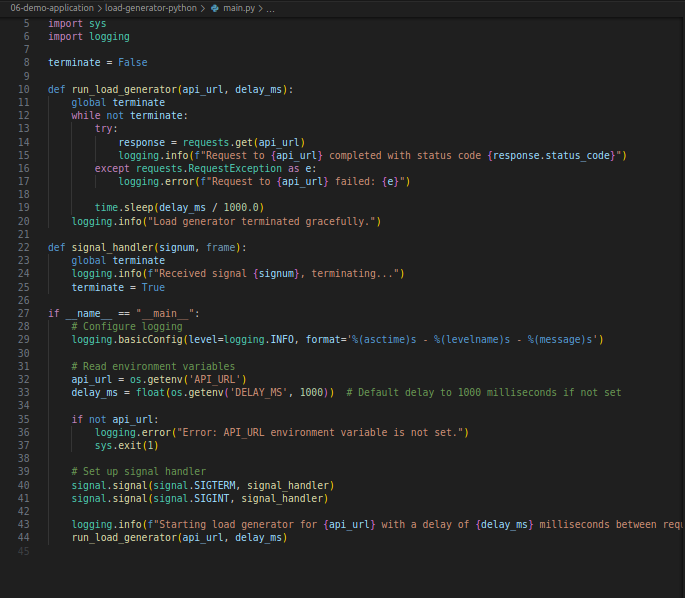 06-demo-application > load-generator-python > main.py > ...
5 import sys
6 import logging
7
8 terminate = False
9
10 def run_load_generator(api_url, delay_ms):
11     global terminate
12     while not terminate:
13         try:
14             response = requests.get(api_url)
15             logging.info(f"Request to {api_url} completed with status code {response.status_code}")
16         except requests.RequestException as e:
17             logging.error(f"Request to {api_url} failed: {e}")
18
19         time.sleep(delay_ms / 1000.0)
20     logging.info("Load generator terminated gracefully.")
21
22 def signal_handler(signum, frame):
23     global terminate
24     logging.info(f"Received signal {signum}, terminating...")
25     terminate = True
26
27 if __name__ == "__main__":
28     # Configure logging
29     logging.basicConfig(level=logging.INFO, format='%(asctime)s - %(levelname)s - %(message)s')
30
31     # Read environment variables
32     api_url = os.getenv('API_URL')
33     delay_ms = float(os.getenv('DELAY_MS', 1000))  # Default delay to 1000 milliseconds if not set
34
35     if not api_url:
36         logging.error("Error: API_URL environment variable is not set.")
37         sys.exit(1)
38
39     # Set up signal handler
40     signal.signal(signal.SIGTERM, signal_handler)
41     signal.signal(signal.SIGINT, signal_handler)
42
43     logging.info(f"Starting load generator for {api_url} with a delay of {delay_ms} milliseconds between requ
44     run_load_generator(api_url, delay_ms)
45